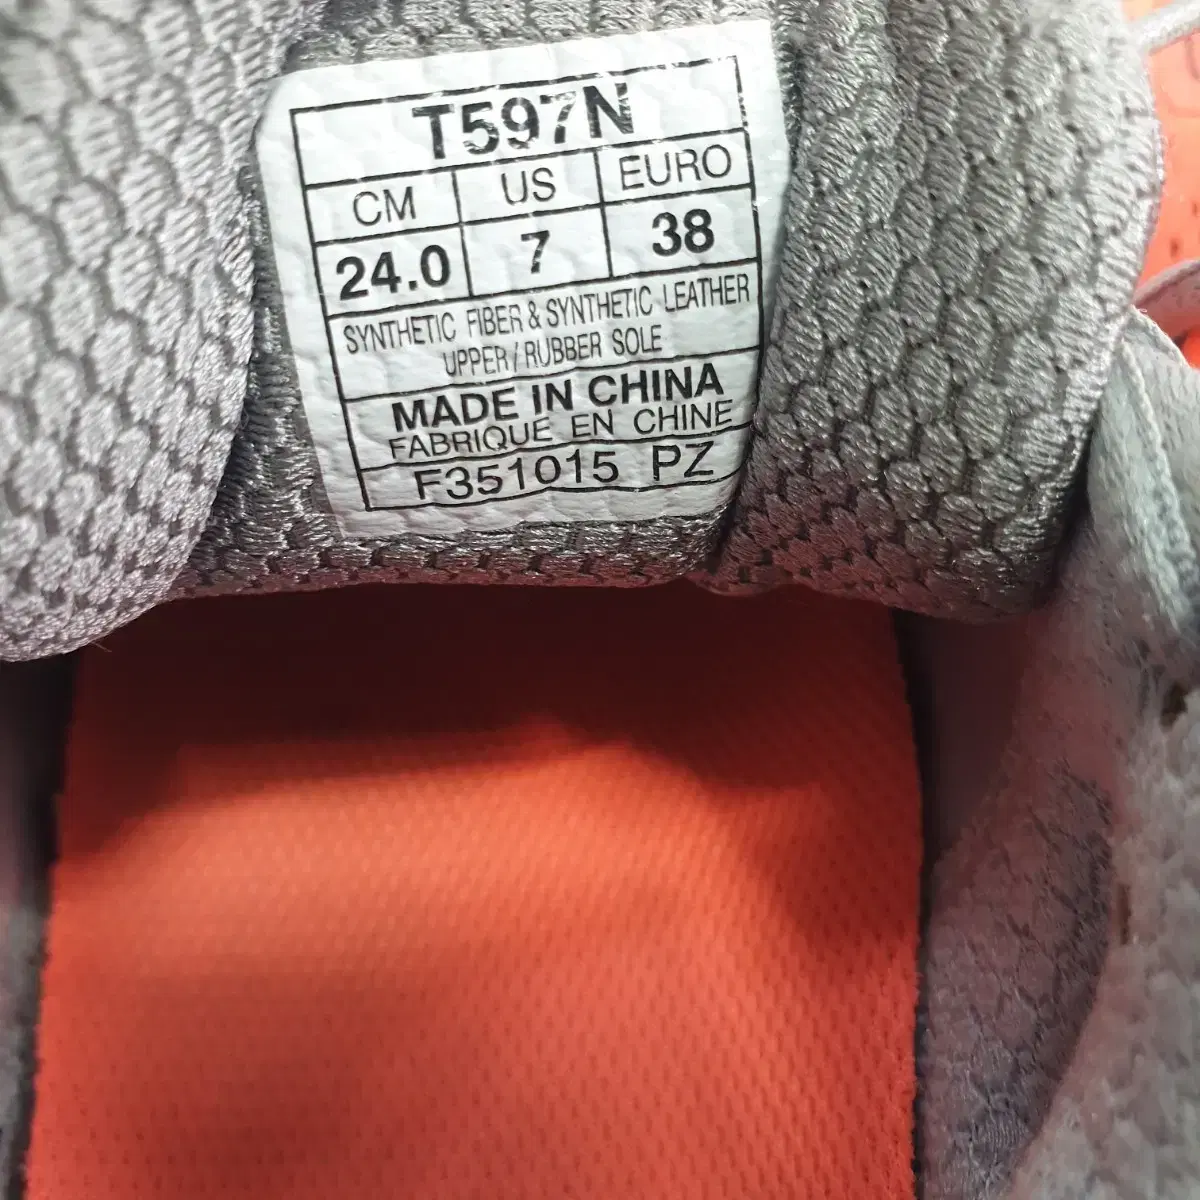 T597N
CM US EURO
24.0 7 38
SYNTHETIC FIBER & SYNTHETIC LEATHER
UPPER / RUBBER SOLE
MADE IN CHINA
FABRIQUE EN CHINE
F351015 PZ